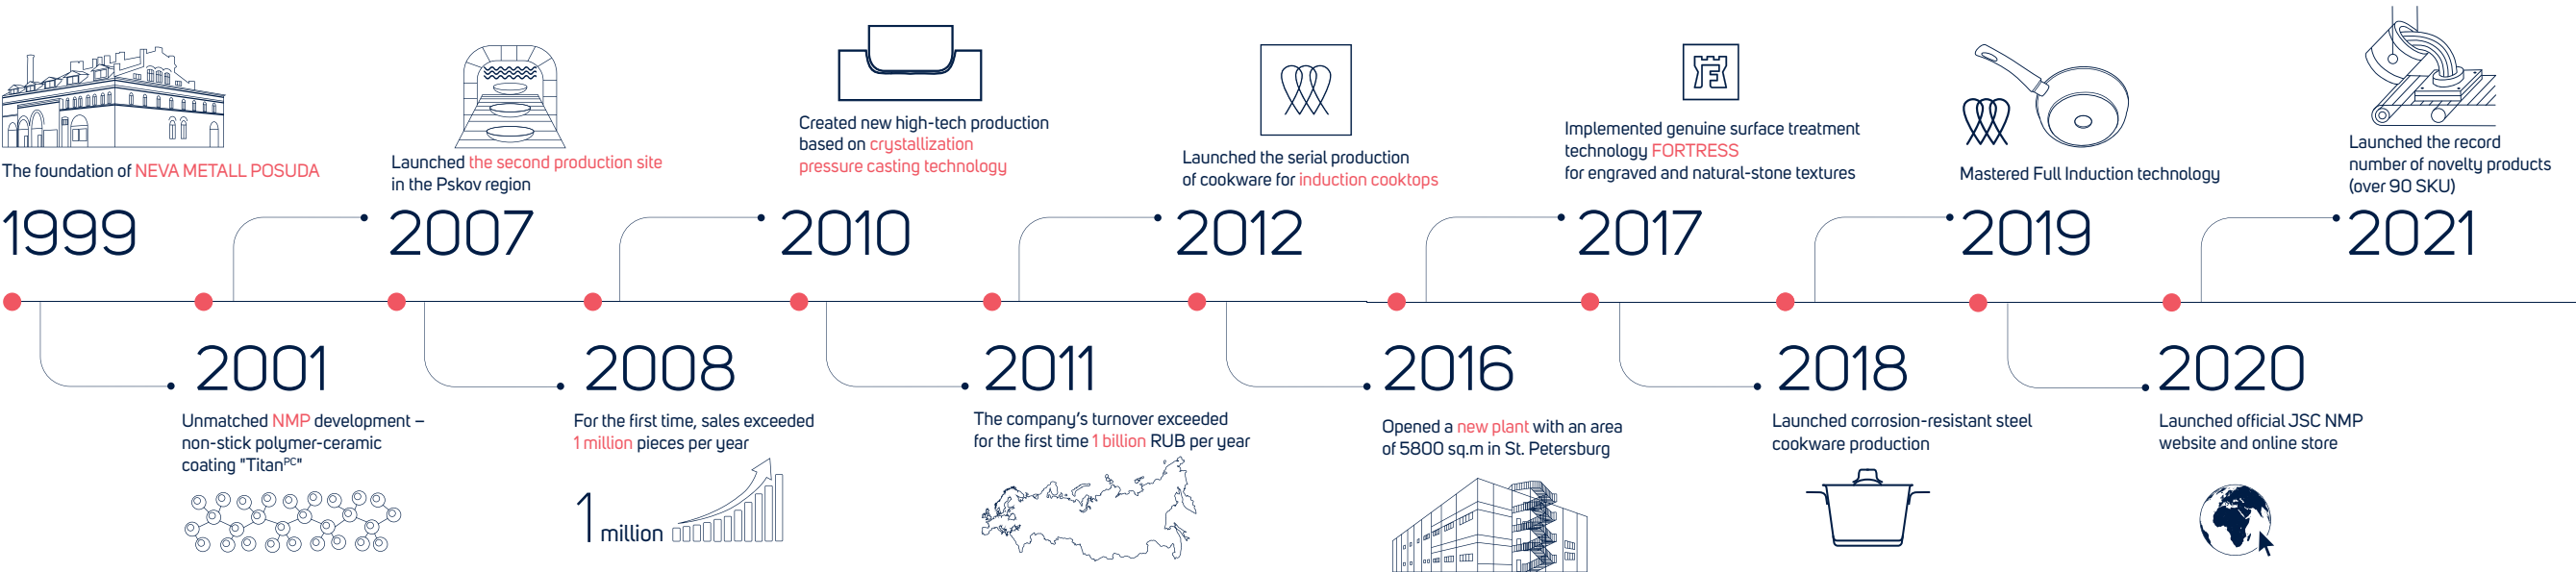 The foundation of NEVA METALL POSUDA
1999
Unmatched NMP development –
non-stick polymer-ceramic
coating "Titanᴾᶜ"
2001
Launched the second production site
in the Pskov region
2007
2008
For the first time, sales exceeded
1 million pieces per year
1 million
Created new high-tech production
based on crystallization
pressure casting technology
2010
2011
The company's turnover exceeded
for the first time 1 billion RUB per year
Launched the serial production
of cookware for induction cooktops
2012
2016
Opened a new plant with an area
of 5800 sq.m in St. Petersburg
Implemented genuine surface treatment
technology FORTRESS
for engraved and natural-stone textures
2017
2018
Launched corrosion-resistant steel
cookware production
Mastered Full Induction technology
2019
2020
Launched official JSC NMP
website and online store
Launched the record
number of novelty products
(over 90 SKU)
2021